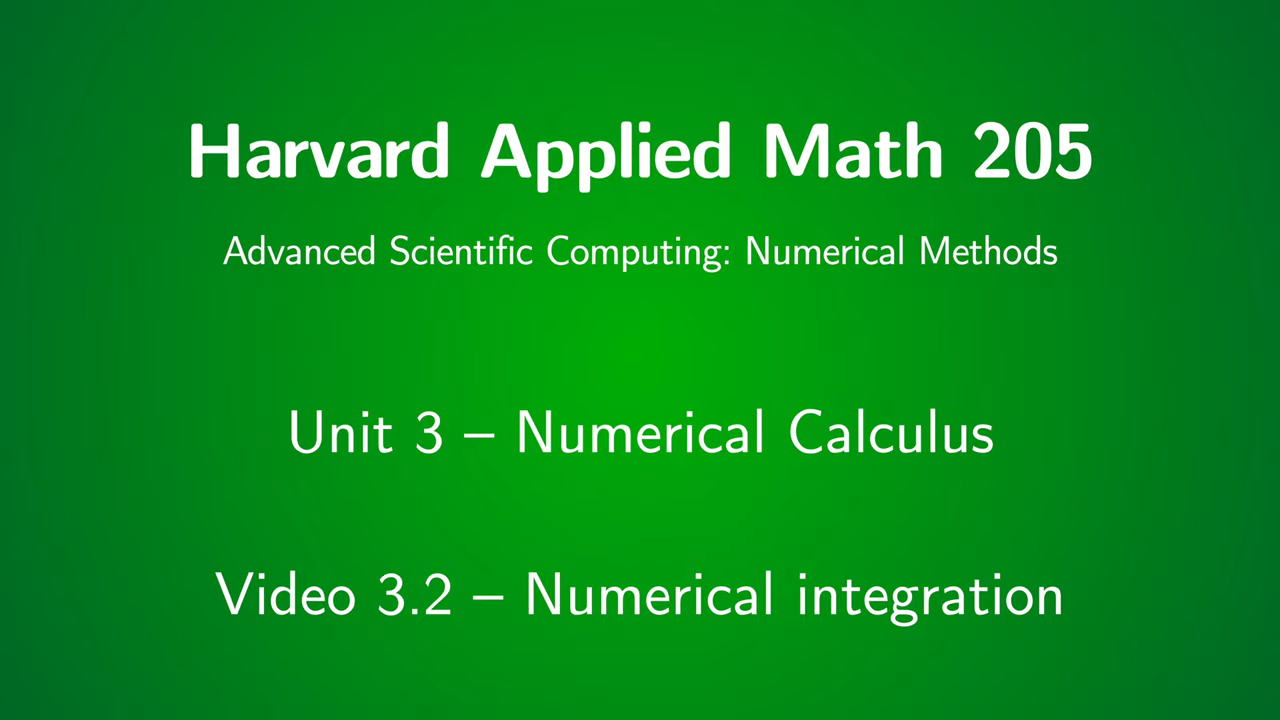 Harvard Applied Math 205
Advanced Scientific Computing: Numerical Methods
Unit 3 – Numerical Calculus
Video 3.2 – Numerical integration